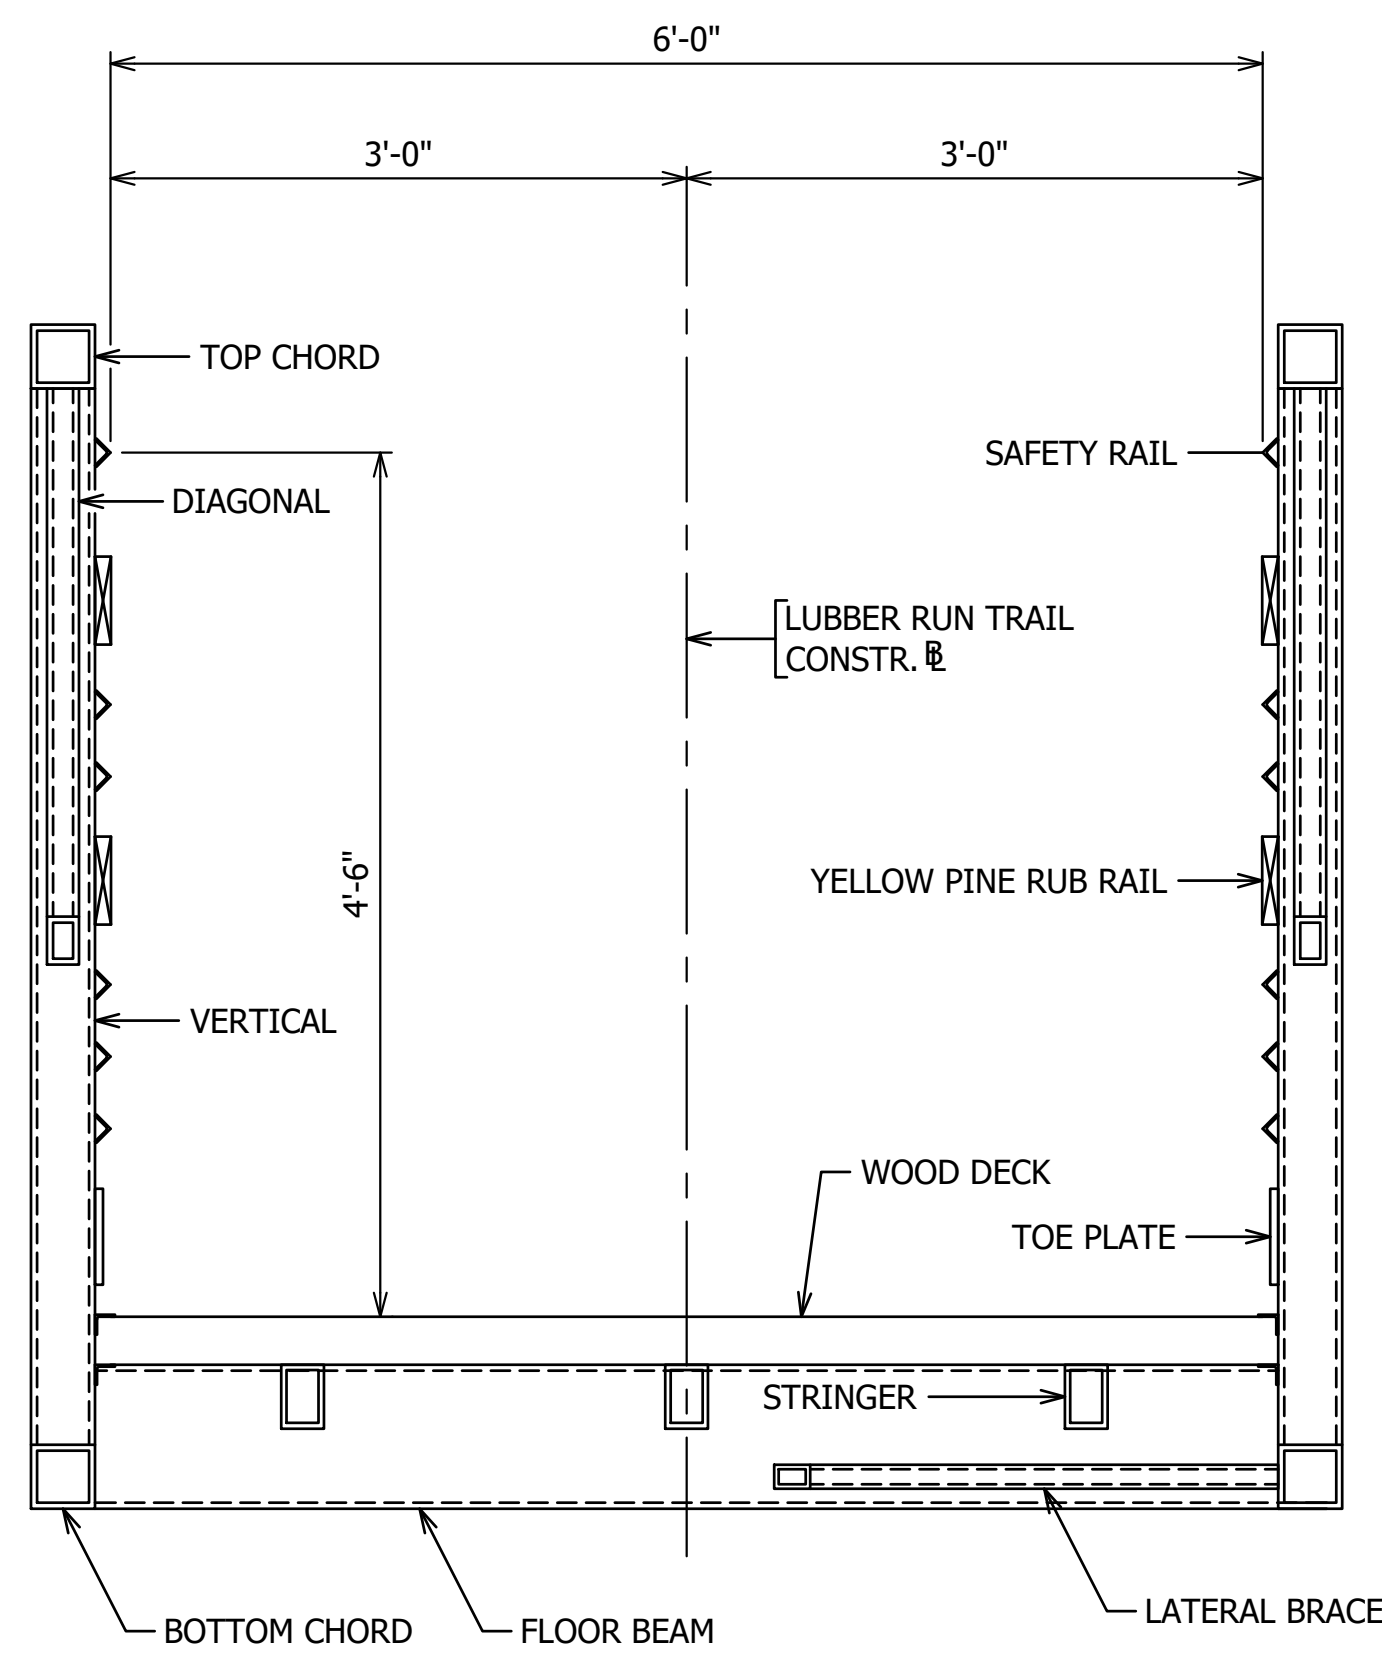 6'-0"
3'-0"
3'-0"
TOP CHORD
SAFETY RAIL
DIAGONAL
LUBBER RUN TRAIL
CONSTR. BL
4'-6"
YELLOW PINE RUB RAIL
VERTICAL
WOOD DECK
TOE PLATE
STRINGER
LATERAL BRACE
BOTTOM CHORD
FLOOR BEAM